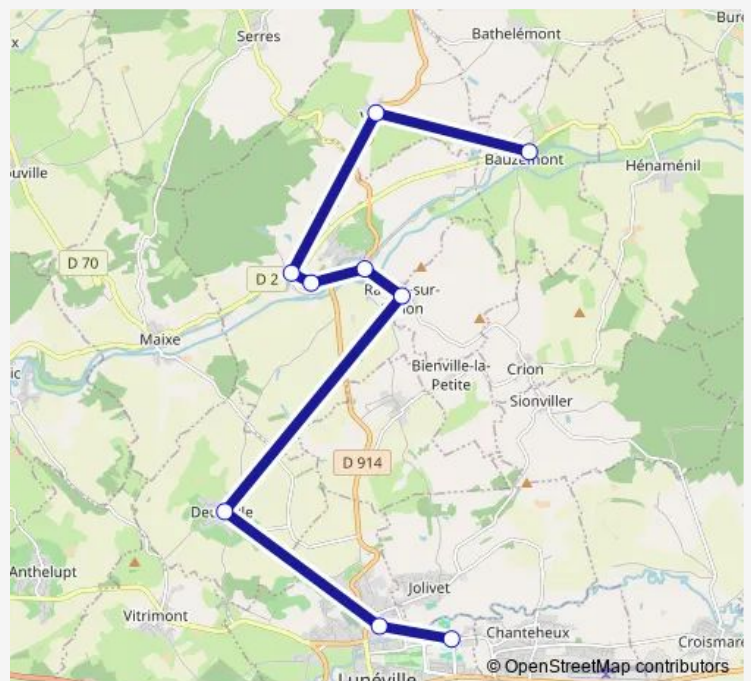 Serres
Bathelémont
Bauzemont
Hénaménil
D 70
D 2
Maixe
Bienville-la-
Petite
Crion
Sionviller
D 914
Anthelupt
Jolivet
Vitrimont
Chanteheux
Croismare
Lunéville
© OpenStreetMap contributors